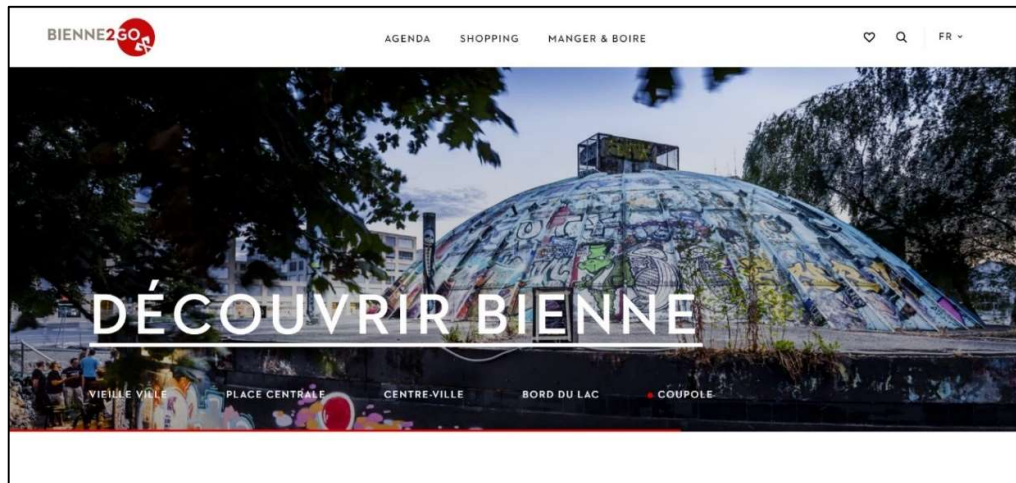 BIENNE2GO
AGENDA SHOPPING MANGER & BOIRE
FR
DÉCOUVRIR BIENNE
VIEILLE VILLE PLACE CENTRALE CENTRE-VILLE BORD DU LAC COUPOLE